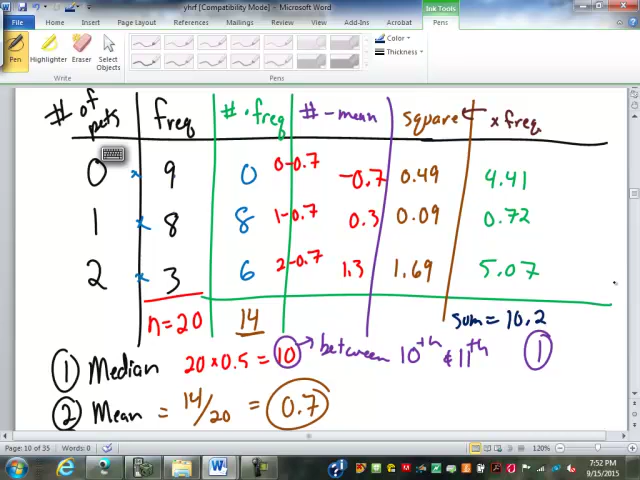 yhrf [Compatibility Mode] - Microsoft Word
Ink Tools
File Home Insert Page Layout References Mailings Review View Add-Ins Acrobat Pens
Pen Highlighter Eraser Select Objects
Color
Thickness
Write
Pens
# of pets freq # · freq # - mean square x freq
0 × 9 0 0-0.7 -0.7 0.49 4.41
1 × 8 8 1-0.7 0.3 0.09 0.72
2 × 3 6 2-0.7 1.3 1.69 5.07
n=20 14 sum = 10.2
1 Median 20 × 0.5 = 10 → between 10th & 11th 1
2 Mean = 14/20 = 0.7
Page: 10 of 35 Words: 0 120%
7:52 PM
9/15/2015